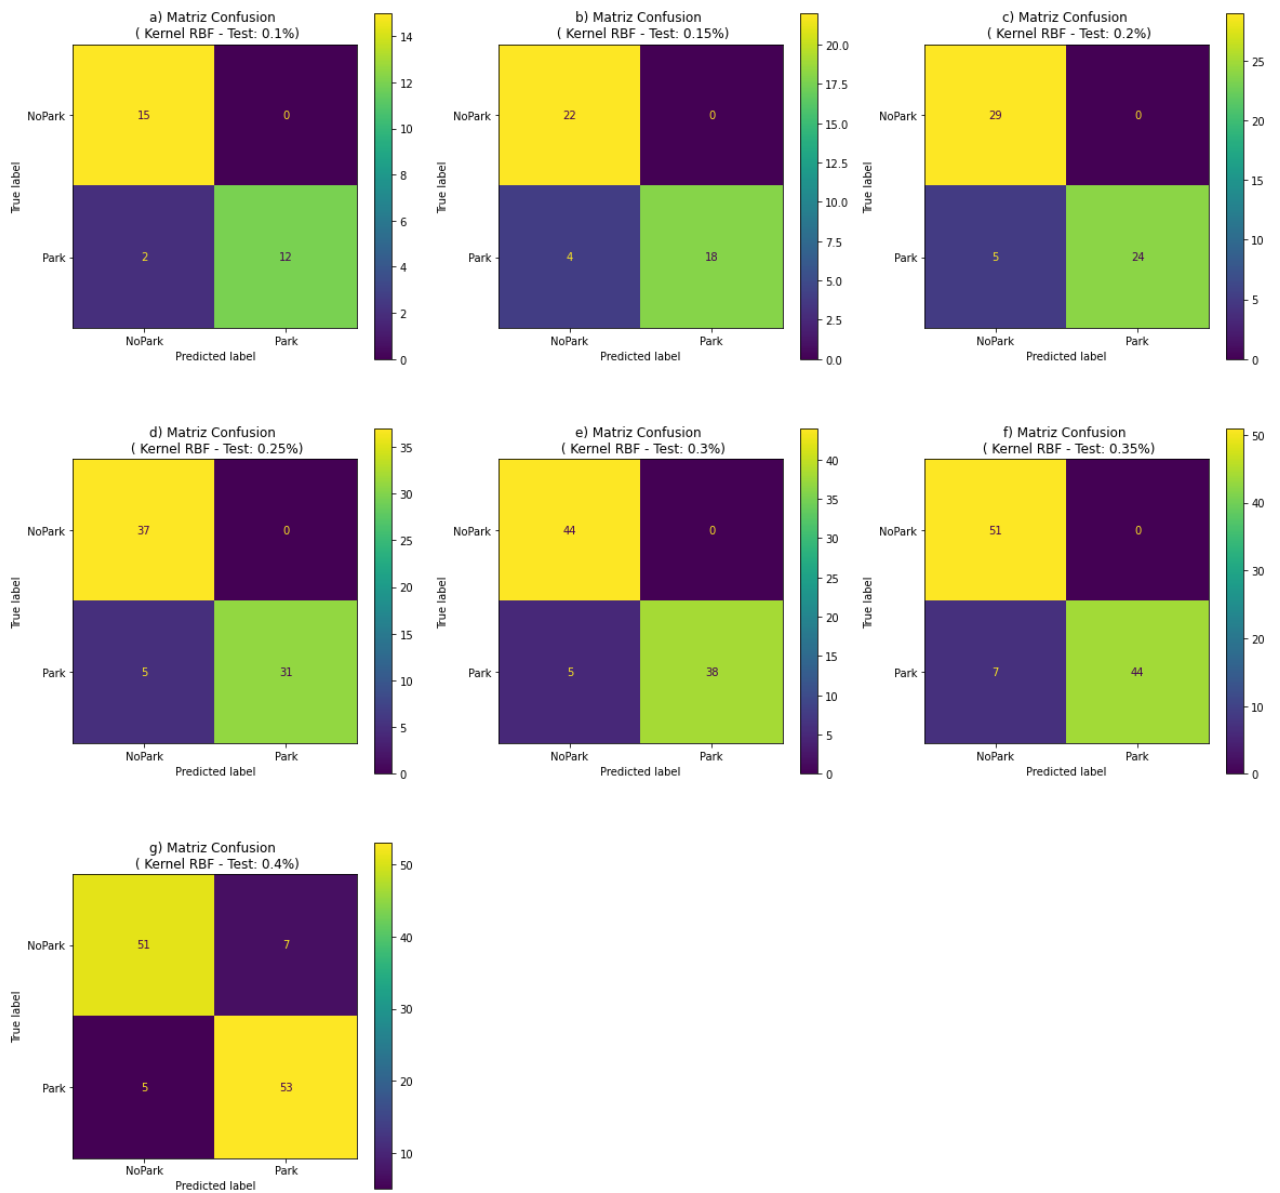 a) Matriz Confusion
( Kernel RBF - Test: 0.1%)
NoPark
Park
True label
15
0
2
12
NoPark
Park
Predicted label
14
12
10
8
6
4
2
0
b) Matriz Confusion
( Kernel RBF - Test: 0.15%)
NoPark
Park
True label
22
0
4
18
NoPark
Park
Predicted label
20.0
17.5
15.0
12.5
10.0
7.5
5.0
2.5
0.0
c) Matriz Confusion
( Kernel RBF - Test: 0.2%)
NoPark
Park
True label
29
0
5
24
NoPark
Park
Predicted label
25
20
15
10
5
0
d) Matriz Confusion
( Kernel RBF - Test: 0.25%)
NoPark
Park
True label
37
0
5
31
NoPark
Park
Predicted label
35
30
25
20
15
10
5
0
e) Matriz Confusion
( Kernel RBF - Test: 0.3%)
NoPark
Park
True label
44
0
5
38
NoPark
Park
Predicted label
40
35
30
25
20
15
10
5
0
f) Matriz Confusion
( Kernel RBF - Test: 0.35%)
NoPark
Park
True label
51
0
7
44
NoPark
Park
Predicted label
50
40
30
20
10
0
g) Matriz Confusion
( Kernel RBF - Test: 0.4%)
NoPark
Park
True label
51
7
5
53
NoPark
Park
Predicted label
50
40
30
20
10